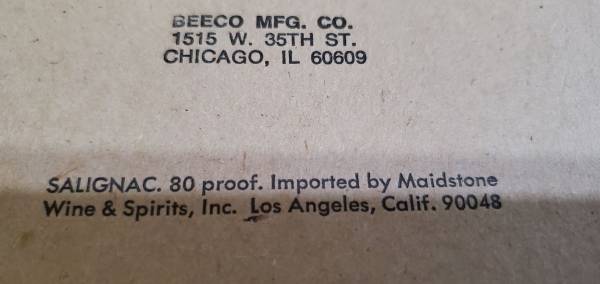 BEECO MFG. CO.
1515 W. 35TH ST.
CHICAGO, IL 60609
SALIGNAC. 80 proof. Imported by Maidstone
Wine & Spirits, Inc. Los Angeles, Calif. 90048